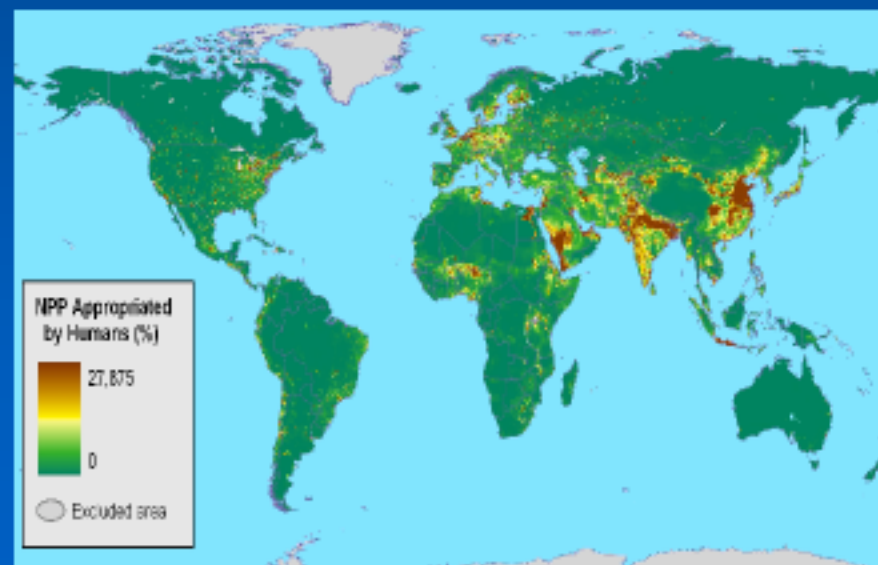 NPP Appropriated
by Humans (%)
27,875
0
Excluded area